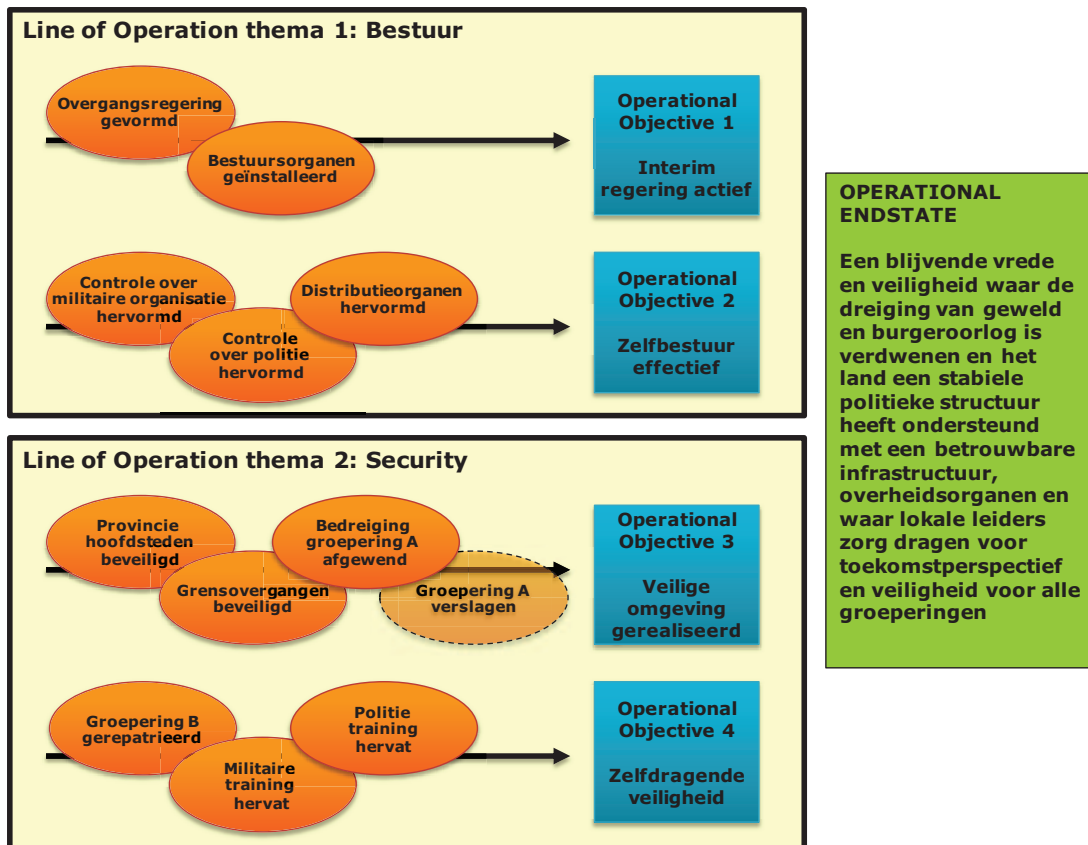 Line of Operation thema 1: Bestuur
Overgangsregering
gevormd
Bestuursorganen
geïnstalleerd
Operational
Objective 1
Interim
regering actief
Controle over
militaire organisatie
hervormd
Controle
over politie
hervormd
Distributieorganen
hervormd
Operational
Objective 2
Zelfbestuur
effectief
Line of Operation thema 2: Security
Provincie
hoofdsteden
beveiligd
Grensovergangen
beveiligd
Bedreiging
groepering A
afgewend
Groepering A
verslagen
Operational
Objective 3
Veilige
omgeving
gerealiseerd
Groepering B
gerepatrieerd
Militaire
training
hervat
Politie
training
hervat
Operational
Objective 4
Zelfdragende
veiligheid
OPERATIONAL
ENDSTATE
Een blijvende vrede
en veiligheid waar de
dreiging van geweld
en burgeroorlog is
verdwenen en het
land een stabiele
politieke structuur
heeft ondersteund
met een betrouwbare
infrastructuur,
overheidsorganen en
waar lokale leiders
zorg dragen voor
toekomstperspectief
en veiligheid voor alle
groeperingen